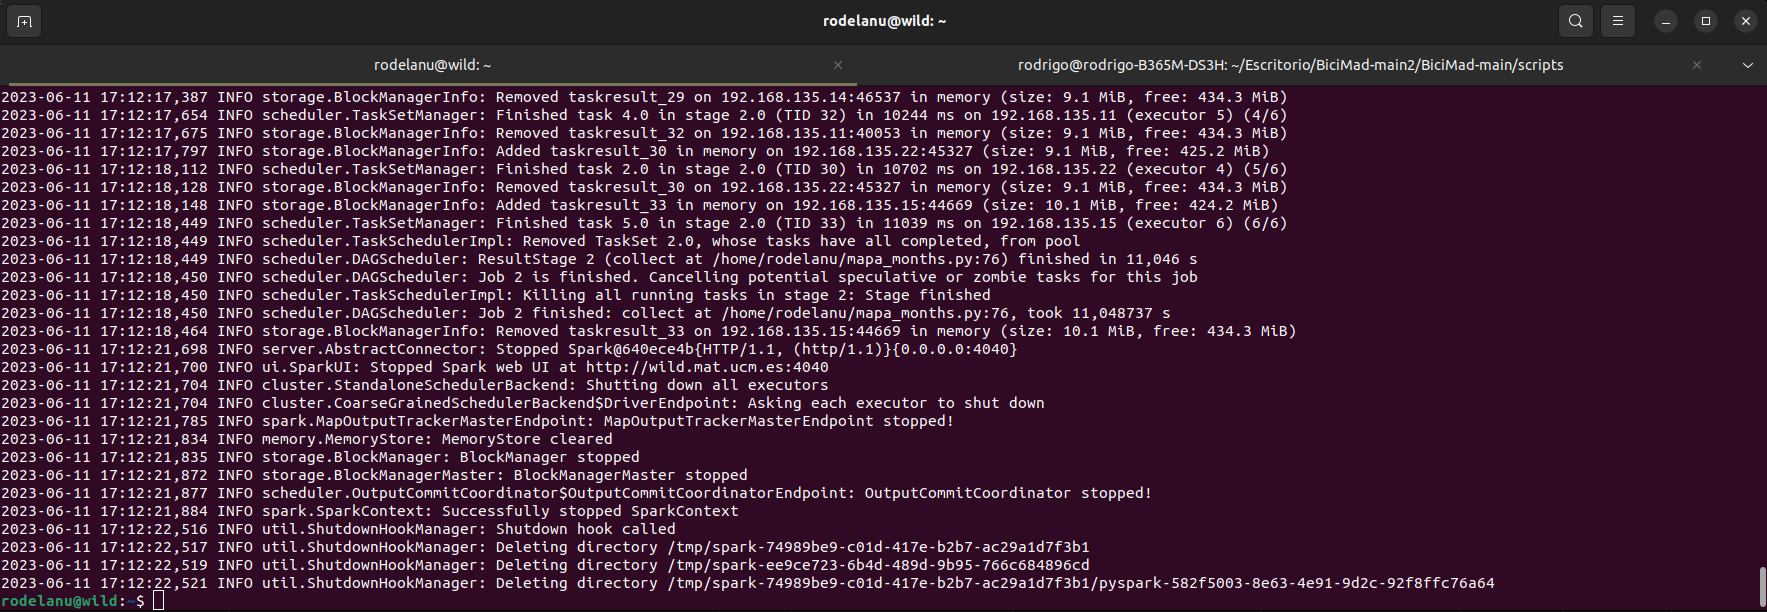 rodelanu@wild: ~
rodelanu@wild: ~
rodrigo@rodrigo-B365M-DS3H: ~/Escritorio/BiciMad-main2/BiciMad-main/scripts
2023-06-11 17:12:17,387 INFO storage.BlockManagerInfo: Removed taskresult_29 on 192.168.135.14:46537 in memory (size: 9.1 MiB, free: 434.3 MiB)
2023-06-11 17:12:17,654 INFO scheduler.TaskSetManager: Finished task 4.0 in stage 2.0 (TID 32) in 10244 ms on 192.168.135.11 (executor 5) (4/6)
2023-06-11 17:12:17,675 INFO storage.BlockManagerInfo: Removed taskresult_32 on 192.168.135.11:40053 in memory (size: 9.1 MiB, free: 434.3 MiB)
2023-06-11 17:12:17,797 INFO storage.BlockManagerInfo: Added taskresult_30 in memory on 192.168.135.22:45327 (size: 9.1 MiB, free: 425.2 MiB)
2023-06-11 17:12:18,112 INFO scheduler.TaskSetManager: Finished task 2.0 in stage 2.0 (TID 30) in 10702 ms on 192.168.135.22 (executor 4) (5/6)
2023-06-11 17:12:18,128 INFO storage.BlockManagerInfo: Removed taskresult_30 on 192.168.135.22:45327 in memory (size: 9.1 MiB, free: 434.3 MiB)
2023-06-11 17:12:18,148 INFO storage.BlockManagerInfo: Added taskresult_33 in memory on 192.168.135.15:44669 (size: 10.1 MiB, free: 424.2 MiB)
2023-06-11 17:12:18,449 INFO scheduler.TaskSetManager: Finished task 5.0 in stage 2.0 (TID 33) in 11039 ms on 192.168.135.15 (executor 6) (6/6)
2023-06-11 17:12:18,449 INFO scheduler.TaskSchedulerImpl: Removed TaskSet 2.0, whose tasks have all completed, from pool
2023-06-11 17:12:18,449 INFO scheduler.DAGScheduler: ResultStage 2 (collect at /home/rodelanu/mapa_months.py:76) finished in 11,046 s
2023-06-11 17:12:18,450 INFO scheduler.DAGScheduler: Job 2 is finished. Cancelling potential speculative or zombie tasks for this job
2023-06-11 17:12:18,450 INFO scheduler.TaskSchedulerImpl: Killing all running tasks in stage 2: Stage finished
2023-06-11 17:12:18,450 INFO scheduler.DAGScheduler: Job 2 finished: collect at /home/rodelanu/mapa_months.py:76, took 11,048737 s
2023-06-11 17:12:18,464 INFO storage.BlockManagerInfo: Removed taskresult_33 on 192.168.135.15:44669 in memory (size: 10.1 MiB, free: 434.3 MiB)
2023-06-11 17:12:21,698 INFO server.AbstractConnector: Stopped Spark@640ece4b{HTTP/1.1, (http/1.1)}{0.0.0.0:4040}
2023-06-11 17:12:21,700 INFO ui.SparkUI: Stopped Spark web UI at http://wild.mat.ucm.es:4040
2023-06-11 17:12:21,704 INFO cluster.StandaloneSchedulerBackend: Shutting down all executors
2023-06-11 17:12:21,704 INFO cluster.CoarseGrainedSchedulerBackend$DriverEndpoint: Asking each executor to shut down
2023-06-11 17:12:21,785 INFO spark.MapOutputTrackerMasterEndpoint: MapOutputTrackerMasterEndpoint stopped!
2023-06-11 17:12:21,834 INFO memory.MemoryStore: MemoryStore cleared
2023-06-11 17:12:21,835 INFO storage.BlockManager: BlockManager stopped
2023-06-11 17:12:21,872 INFO storage.BlockManagerMaster: BlockManagerMaster stopped
2023-06-11 17:12:21,877 INFO scheduler.OutputCommitCoordinator$OutputCommitCoordinatorEndpoint: OutputCommitCoordinator stopped!
2023-06-11 17:12:21,884 INFO spark.SparkContext: Successfully stopped SparkContext
2023-06-11 17:12:22,516 INFO util.ShutdownHookManager: Shutdown hook called
2023-06-11 17:12:22,517 INFO util.ShutdownHookManager: Deleting directory /tmp/spark-74989be9-c01d-417e-b2b7-ac29a1d7f3b1
2023-06-11 17:12:22,519 INFO util.ShutdownHookManager: Deleting directory /tmp/spark-ee9ce723-6b4d-489d-9b95-766c684896cd
2023-06-11 17:12:22,521 INFO util.ShutdownHookManager: Deleting directory /tmp/spark-74989be9-c01d-417e-b2b7-ac29a1d7f3b1/pyspark-582f5003-8e63-4e91-9d2c-92f8ffc76a64
rodelanu@wild:~$